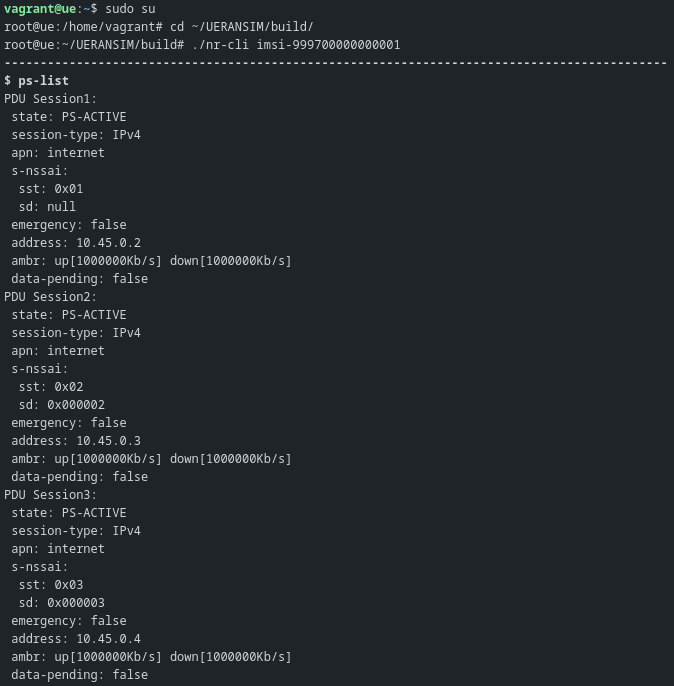 vagrant@ue:~$ sudo su
root@ue:/home/vagrant# cd ~/UERANSIM/build/
root@ue:~/UERANSIM/build# ./nr-cli imsi-999700000000001
--------------------------------------------------------------------------------------------
$ ps-list
PDU Session1:
 state: PS-ACTIVE
 session-type: IPv4
 apn: internet
 s-nssai:
  sst: 0x01
  sd: null
 emergency: false
 address: 10.45.0.2
 ambr: up[1000000Kb/s] down[1000000Kb/s]
 data-pending: false
PDU Session2:
 state: PS-ACTIVE
 session-type: IPv4
 apn: internet
 s-nssai:
  sst: 0x02
  sd: 0x000002
 emergency: false
 address: 10.45.0.3
 ambr: up[1000000Kb/s] down[1000000Kb/s]
 data-pending: false
PDU Session3:
 state: PS-ACTIVE
 session-type: IPv4
 apn: internet
 s-nssai:
  sst: 0x03
  sd: 0x000003
 emergency: false
 address: 10.45.0.4
 ambr: up[1000000Kb/s] down[1000000Kb/s]
 data-pending: false